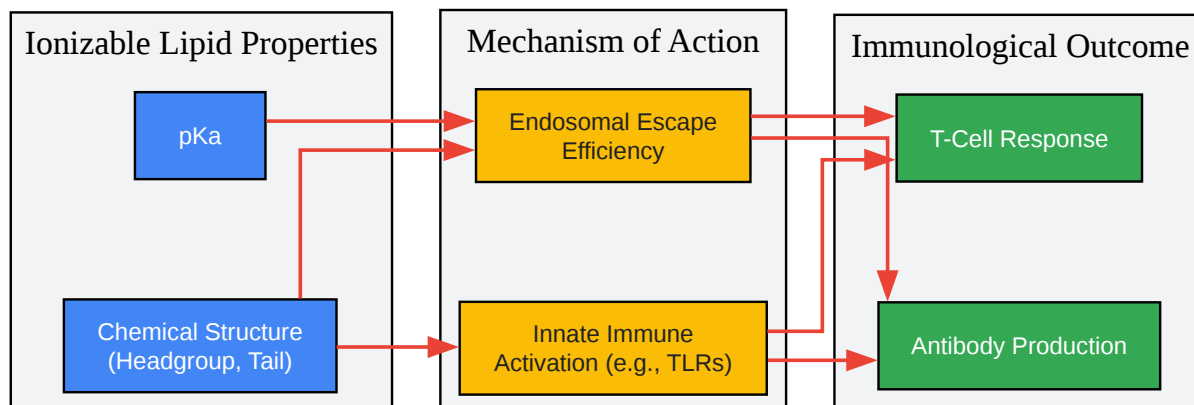 Ionizable Lipid Properties
Mechanism of Action
Immunological Outcome
pKa
Endosomal Escape
Efficiency
T-Cell Response
Chemical Structure
(Headgroup, Tail)
Innate Immune
Activation (e.g., TLRs)
Antibody Production